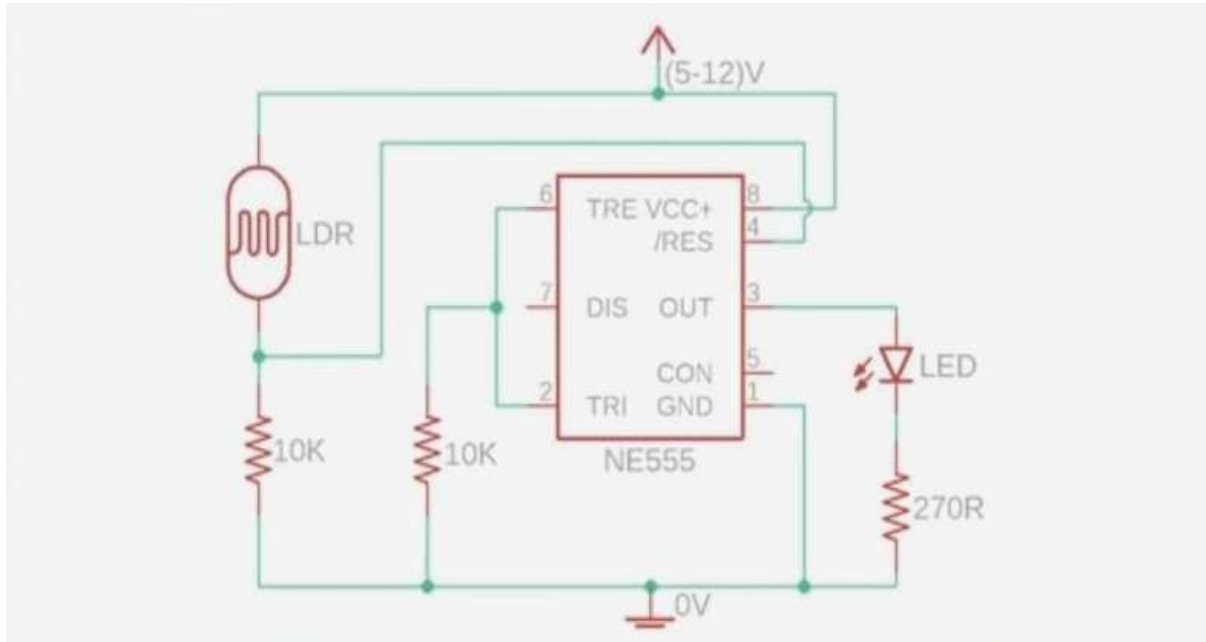 (5-12)V
LDR
6 TRE VCC+ 8
/RES 4
7 DIS OUT 3
CON 5
2 TRI GND 1
NE555
LED
10K
10K
270R
0V